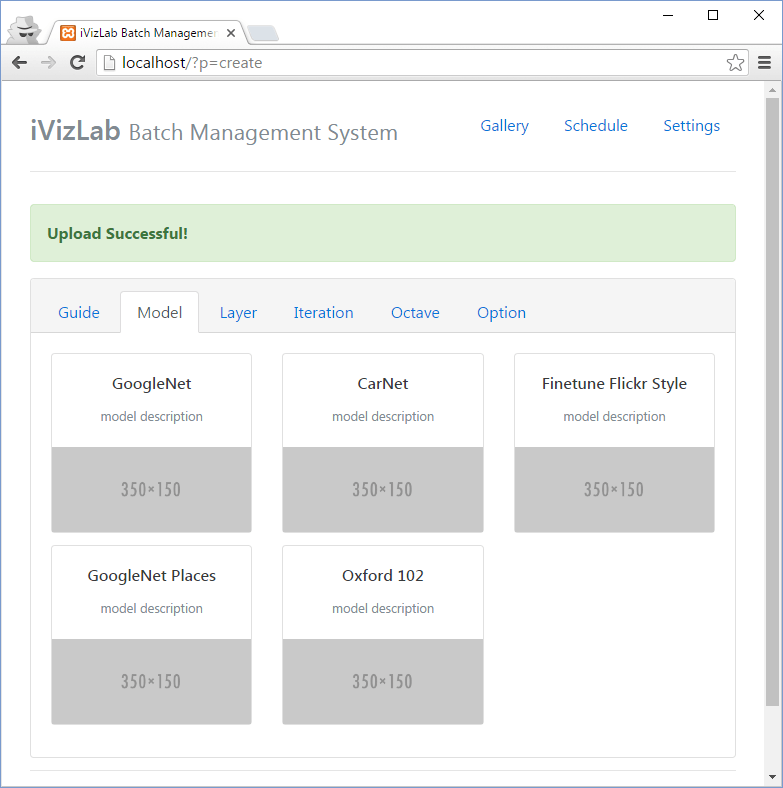 iVizLab Batch Managemen
localhost/?p=create
iVizLab Batch Management System
Gallery Schedule Settings
Upload Successful!
Guide Model Layer Iteration Octave Option
GoogleNet CarNet Finetune Flickr Style
model description model description model description
350×150 350×150 350×150
GoogleNet Places Oxford 102
model description model description
350×150 350×150